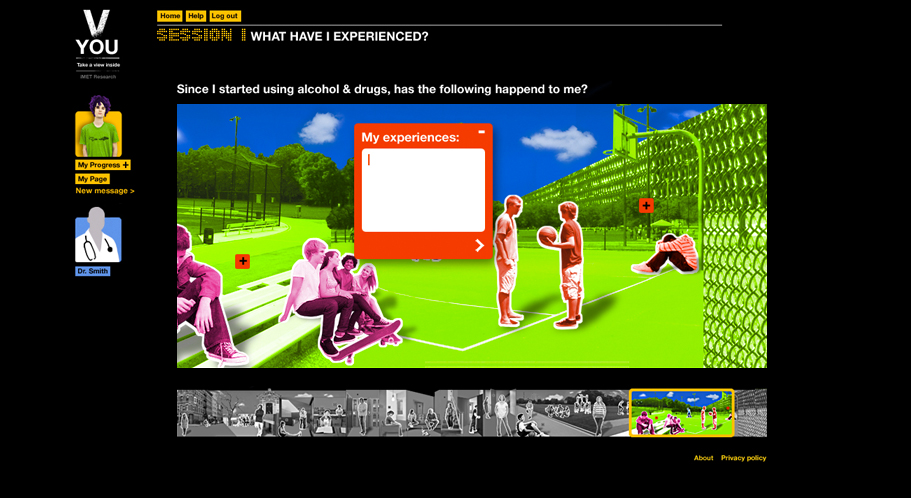 Home Help Log out
V
YOU
Take a view inside
iMET Research
SESSION 1 WHAT HAVE I EXPERIENCED?
Since I started using alcohol & drugs, has the following happend to me?
My experiences:
My Progress +
My Page
New message >
Dr. Smith
About Privacy policy